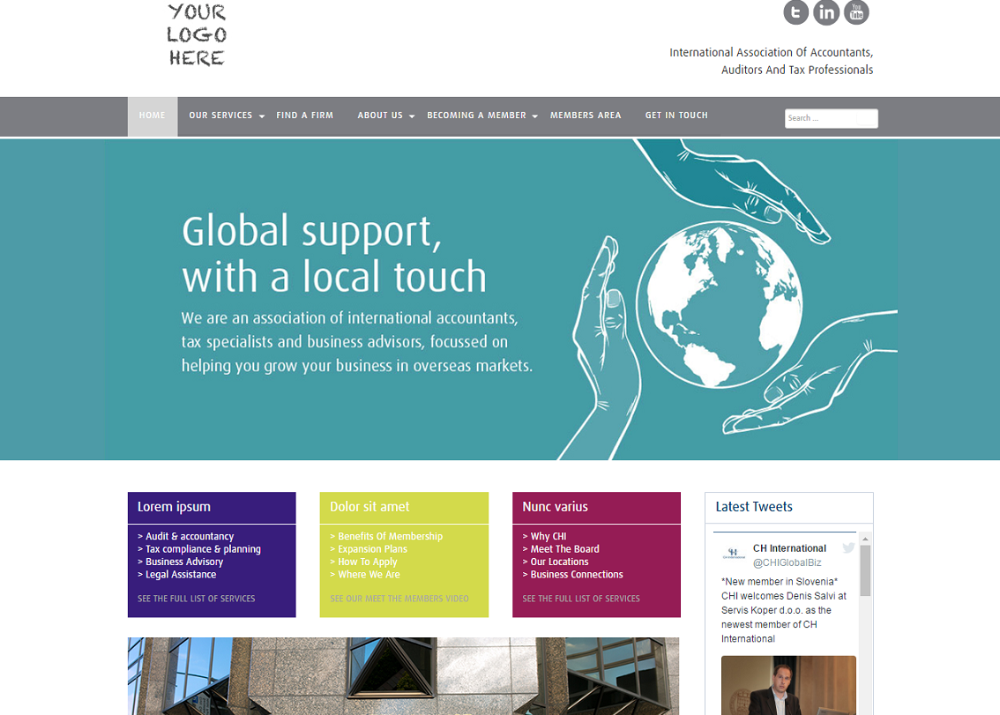 YOUR
LOGO
HERE
You
Tube
International Association Of Accountants,
Auditors And Tax Professionals
HOME
OUR SERVICES
FIND A FIRM
ABOUT US
BECOMING A MEMBER
MEMBERS AREA
GET IN TOUCH
Search ...
Global support,
with a local touch
We are an association of international accountants,
tax specialists and business advisors, focussed on
helping you grow your business in overseas markets.
Lorem ipsum
> Audit & accountancy
> Tax compliance & planning
> Business Advisory
> Legal Assistance
SEE THE FULL LIST OF SERVICES
Dolor sit amet
> Benefits Of Membership
> Expansion Plans
> How To Apply
> Where We Are
SEE OUR MEET THE MEMBERS VIDEO
Nunc varius
> Why CHI
> Meet The Board
> Our Locations
> Business Connections
SEE THE FULL LIST OF SERVICES
Latest Tweets
CH International
CH International
@CHIGlobalBiz
*New member in Slovenia*
CHI welcomes Denis Salvi at
Servis Koper d.o.o. as the
newest member of CH
International